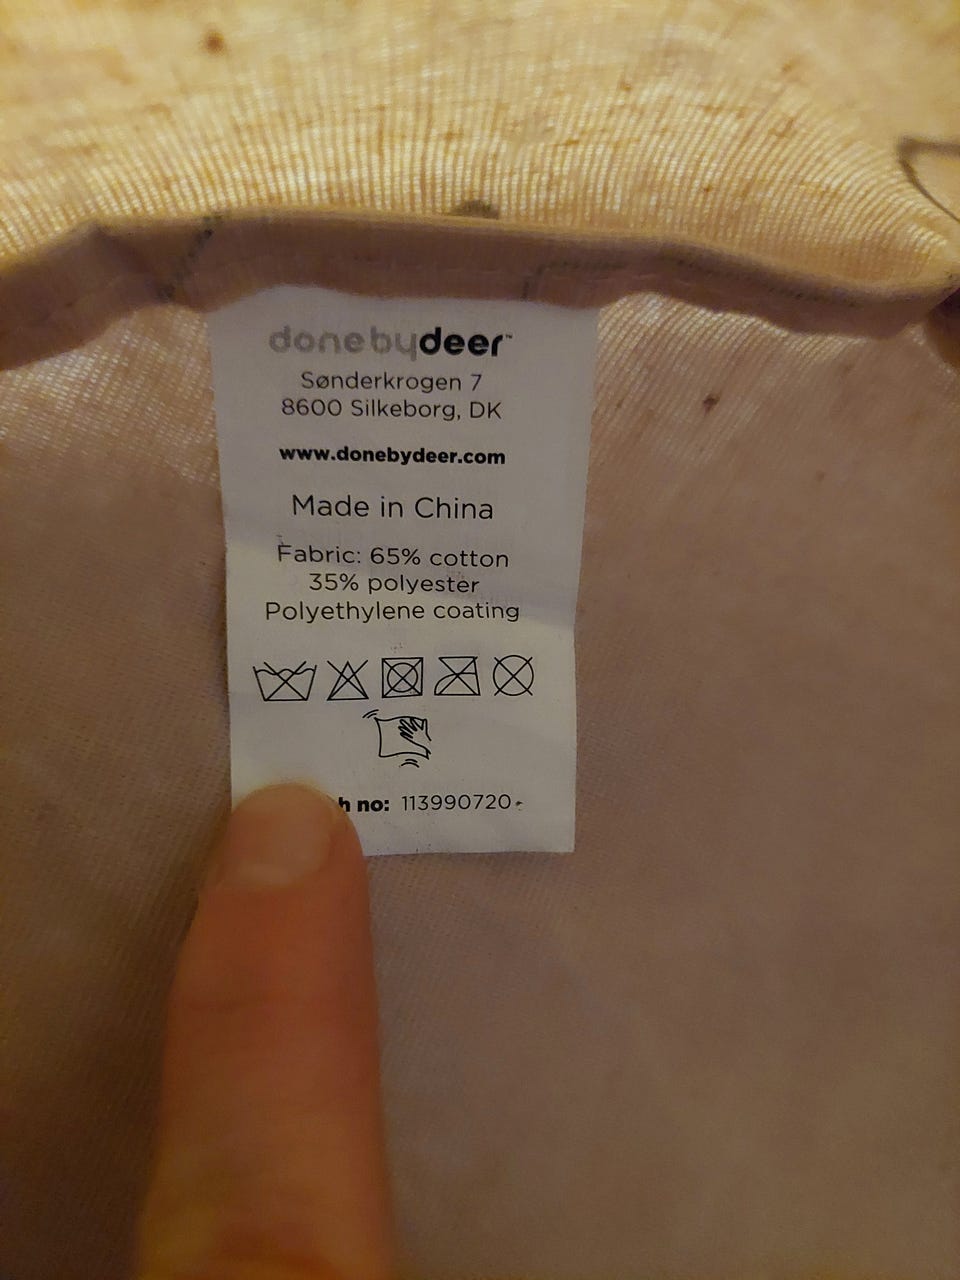 donebydeer™
Sønderkrogen 7
8600 Silkeborg, DK
www.donebydeer.com
Made in China
Fabric: 65% cotton
35% polyester
Polyethylene coating
h no: 113990720